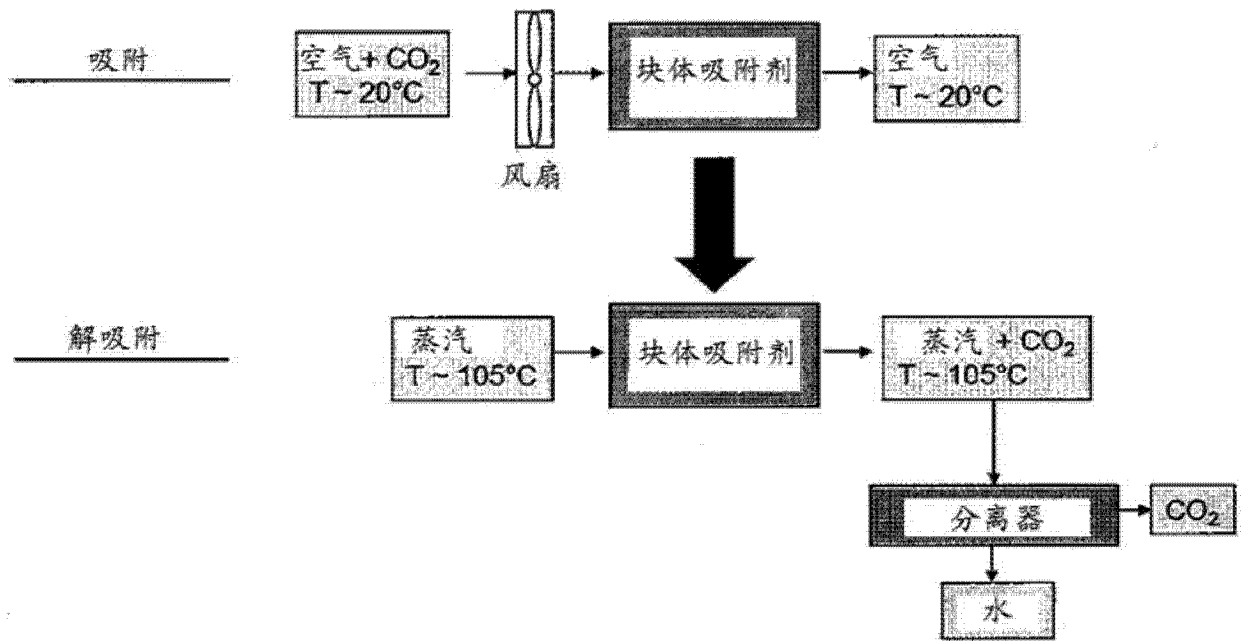 吸附
空气+ CO₂
T ~ 20°C
风扇
块体吸附剂
空气
T ~ 20°C
解吸附
蒸汽
T ~ 105°C
块体吸附剂
蒸汽 + CO₂
T ~ 105°C
分离器
CO₂
水